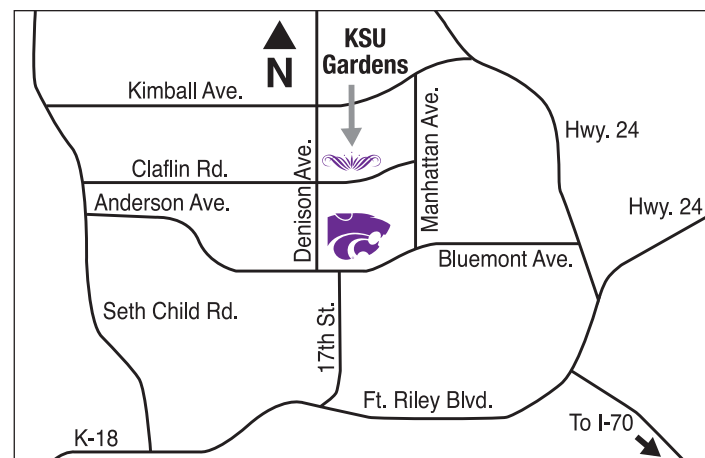 KSU
Gardens
N
Kimball Ave.
Manhattan Ave.
Hwy. 24
Claflin Rd.
Denison Ave.
Anderson Ave.
Hwy. 24
Bluemont Ave.
Seth Child Rd.
17th St.
Ft. Riley Blvd.
To I-70
K-18